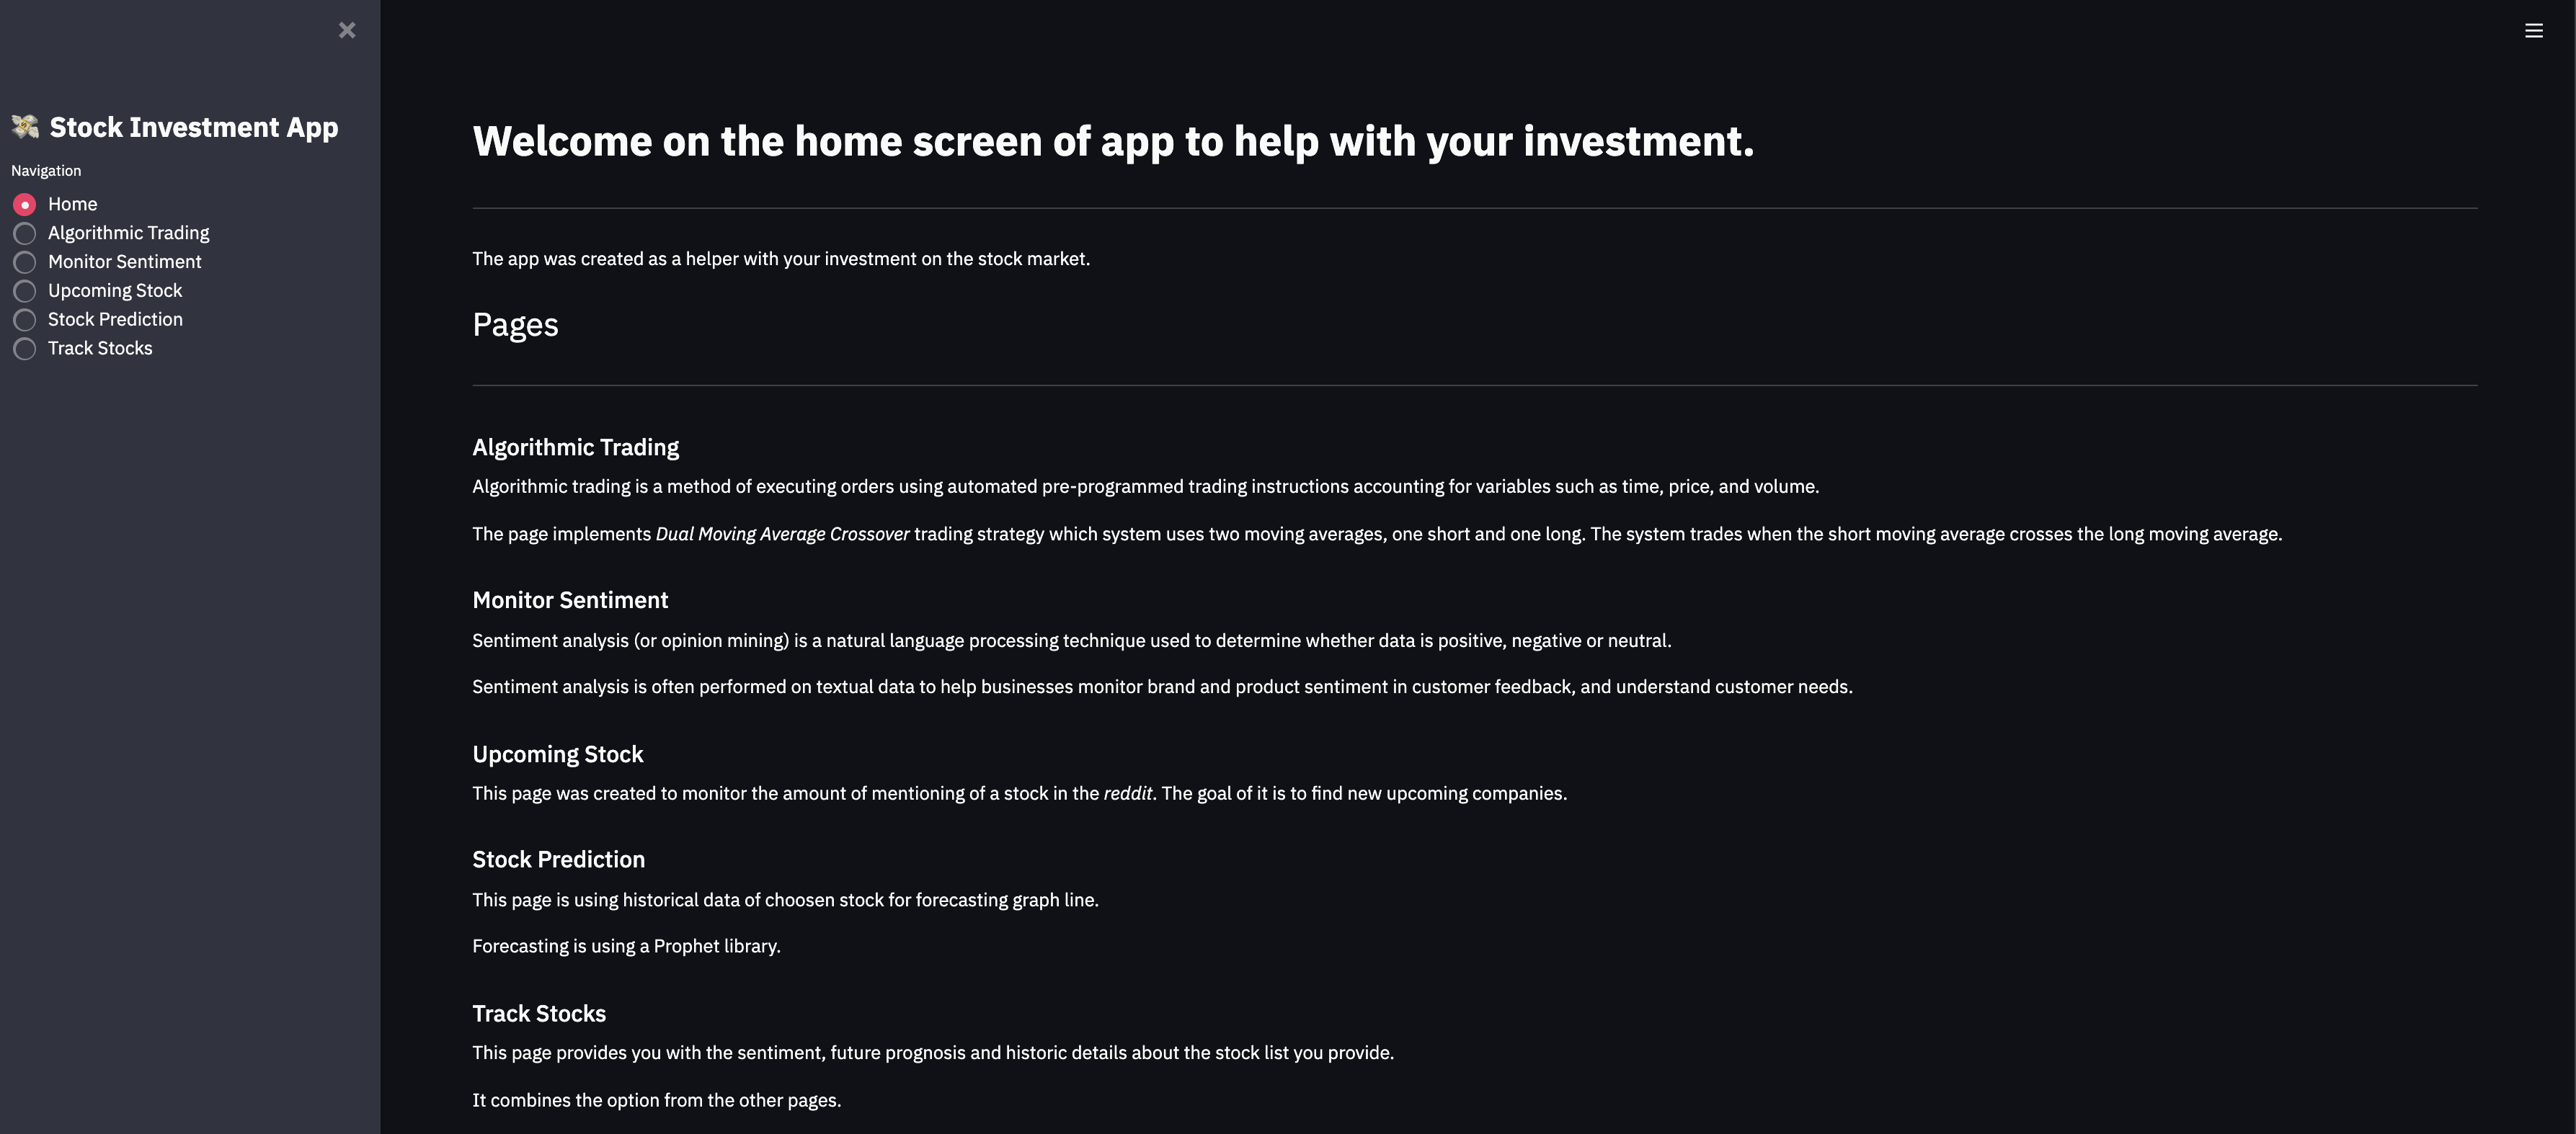 💸 Stock Investment App
Navigation
Home
Algorithmic Trading
Monitor Sentiment
Upcoming Stock
Stock Prediction
Track Stocks
Welcome on the home screen of app to help with your investment.
The app was created as a helper with your investment on the stock market.
Pages
Algorithmic Trading
Algorithmic trading is a method of executing orders using automated pre-programmed trading instructions accounting for variables such as time, price, and volume.
The page implements Dual Moving Average Crossover trading strategy which system uses two moving averages, one short and one long. The system trades when the short moving average crosses the long moving average.
Monitor Sentiment
Sentiment analysis (or opinion mining) is a natural language processing technique used to determine whether data is positive, negative or neutral.
Sentiment analysis is often performed on textual data to help businesses monitor brand and product sentiment in customer feedback, and understand customer needs.
Upcoming Stock
This page was created to monitor the amount of mentioning of a stock in the reddit. The goal of it is to find new upcoming companies.
Stock Prediction
This page is using historical data of choosen stock for forecasting graph line.
Forecasting is using a Prophet library.
Track Stocks
This page provides you with the sentiment, future prognosis and historic details about the stock list you provide.
It combines the option from the other pages.